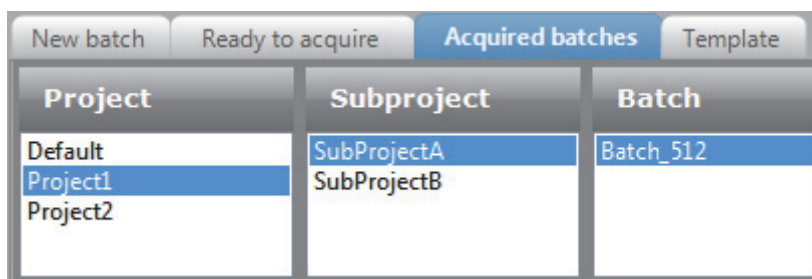 New batch Ready to acquire Acquired batches Template
Project Subproject Batch
Default SubProjectA Batch_512
Project1 SubProjectB
Project2